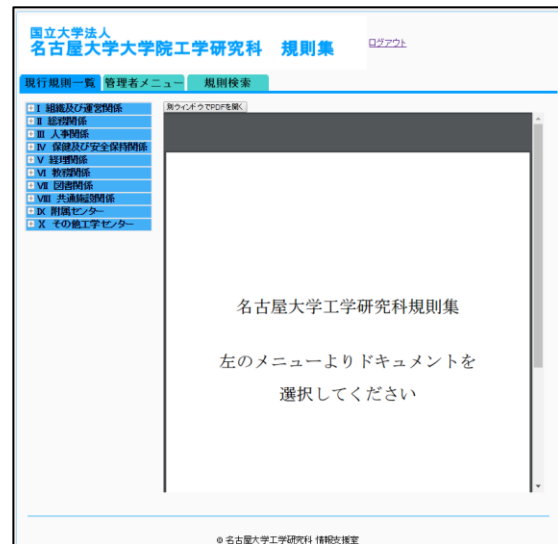 国立大学法人
名古屋大学大学院工学研究科 規則集
ログアウト
現行規則一覧 管理者メニュー 規則検索
I 組織及び運営関係
II 総務関係
III 人事関係
IV 保健及び安全保持関係
V 経理関係
VI 教務関係
VII 図書関係
VIII 共通施設関係
IX 附属センター
X その他工学センター
別ウィンドウでPDFを開く
名古屋大学工学研究科規則集
左のメニューよりドキュメントを
選択してください
© 名古屋大学工学研究科 情報支援室